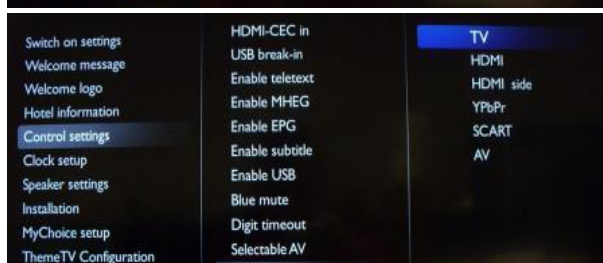 Switch on settings
Welcome message
Welcome logo
Hotel information
Control settings
Clock setup
Speaker settings
Installation
MyChoice setup
ThemeTV Configuration
HDMI-CEC in
USB break-in
Enable teletext
Enable MHEG
Enable EPG
Enable subtitle
Enable USB
Blue mute
Digit timeout
Selectable AV
TV
HDMI
HDMI side
YPbPr
SCART
AV